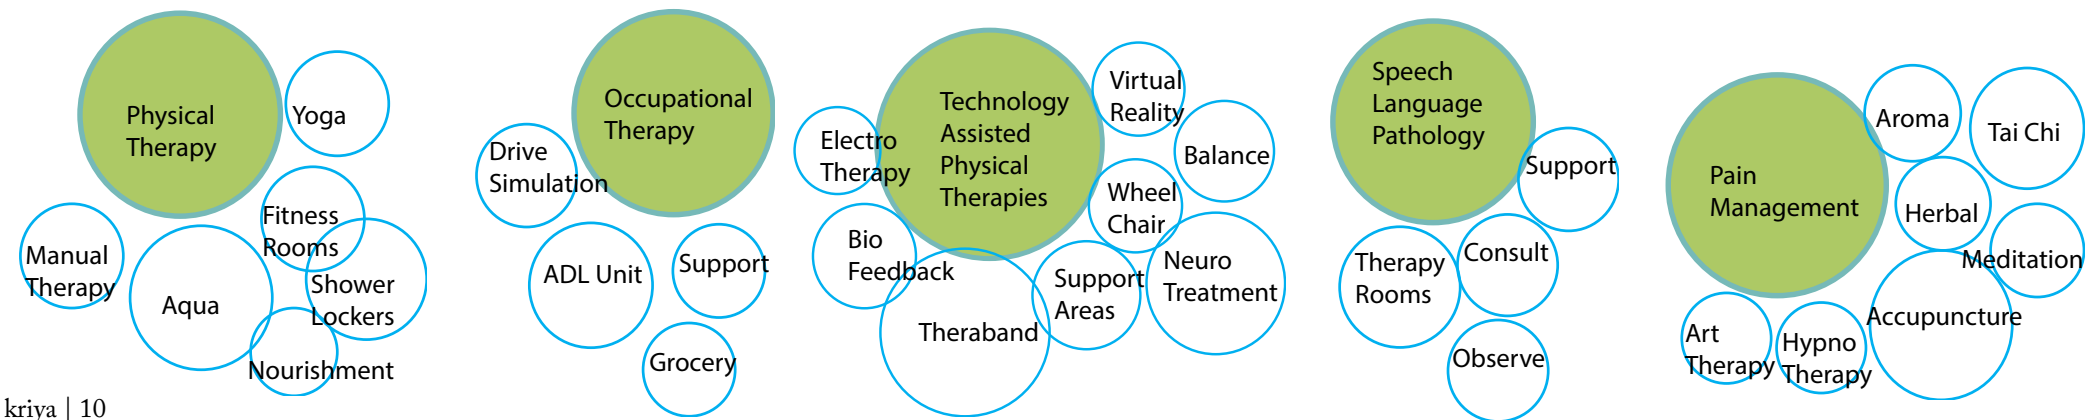 Physical
Therapy
Yoga
Fitness
Rooms
Manual
Therapy
Aqua
Shower
Lockers
Nourishment
Occupational
Therapy
Drive
Simulation
ADL Unit
Support
Grocery
Technology
Assisted
Physical
Therapies
Virtual
Reality
Electro
Therapy
Balance
Wheel
Chair
Bio
Feedback
Support
Areas
Neuro
Treatment
Theraband
Speech
Language
Pathology
Support
Therapy
Rooms
Consult
Observe
Pain
Management
Aroma
Tai Chi
Herbal
Meditation
Accupuncture
Art
Therapy
Hypno
Therapy
kriya | 10